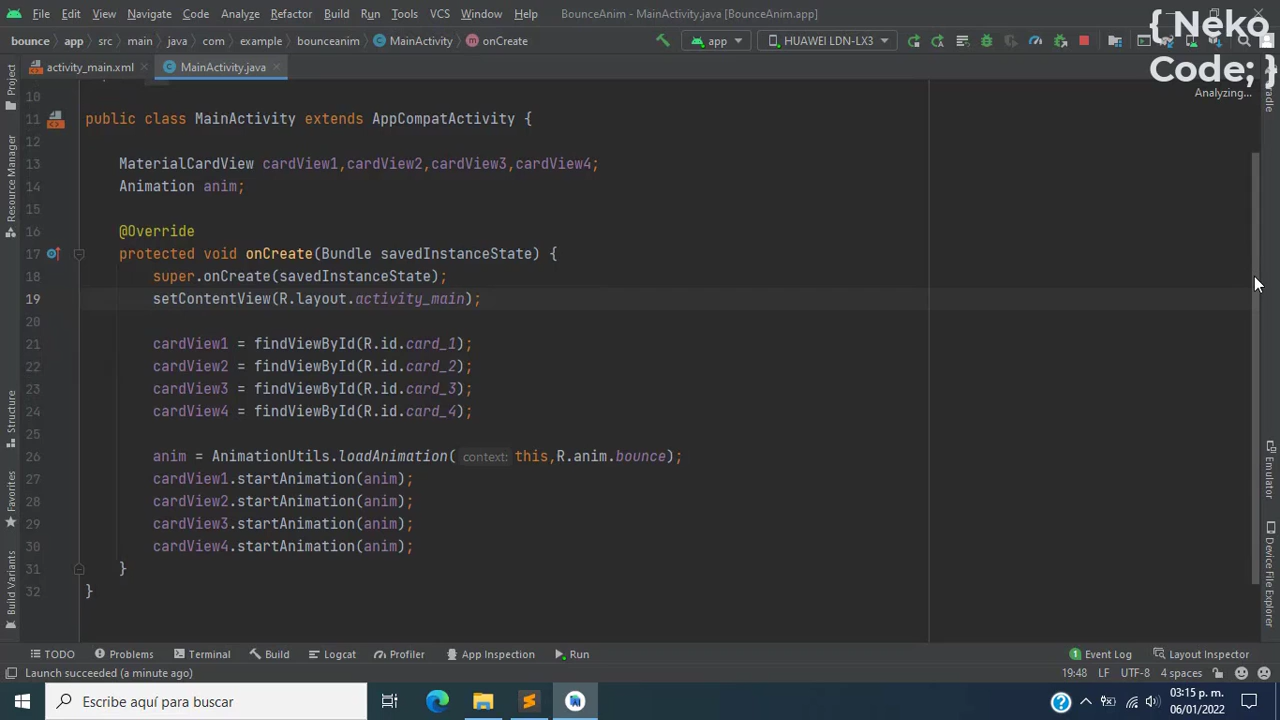 File Edit View Navigate Code Analyze Refactor Build Run Tools VCS Window Help BounceAnim - MainActivity.java [BounceAnim.app]
{ Neko
Code; }
bounce app src main java com example bounceanim MainActivity onCreate app HUAWEI LDN-LX3
activity_main.xml MainActivity.java
Analyzing...
Project
Resource Manager
Structure
Favorites
Build Variants
10
11 public class MainActivity extends AppCompatActivity {
12
13 MaterialCardView cardView1,cardView2,cardView3,cardView4;
14 Animation anim;
15
16 @Override
17 protected void onCreate(Bundle savedInstanceState) {
18 super.onCreate(savedInstanceState);
19 setContentView(R.layout.activity_main);
20
21 cardView1 = findViewById(R.id.card_1);
22 cardView2 = findViewById(R.id.card_2);
23 cardView3 = findViewById(R.id.card_3);
24 cardView4 = findViewById(R.id.card_4);
25
26 anim = AnimationUtils.loadAnimation( context: this,R.anim.bounce);
27 cardView1.startAnimation(anim);
28 cardView2.startAnimation(anim);
29 cardView3.startAnimation(anim);
30 cardView4.startAnimation(anim);
31 }
32 }
Emulator
Device File Explorer
TODO Problems Terminal Build Logcat Profiler App Inspection Run Event Log Layout Inspector
Launch succeeded (a minute ago) 19:48 LF UTF-8 4 spaces
Escribe aquí para buscar
03:15 p. m.
06/01/2022